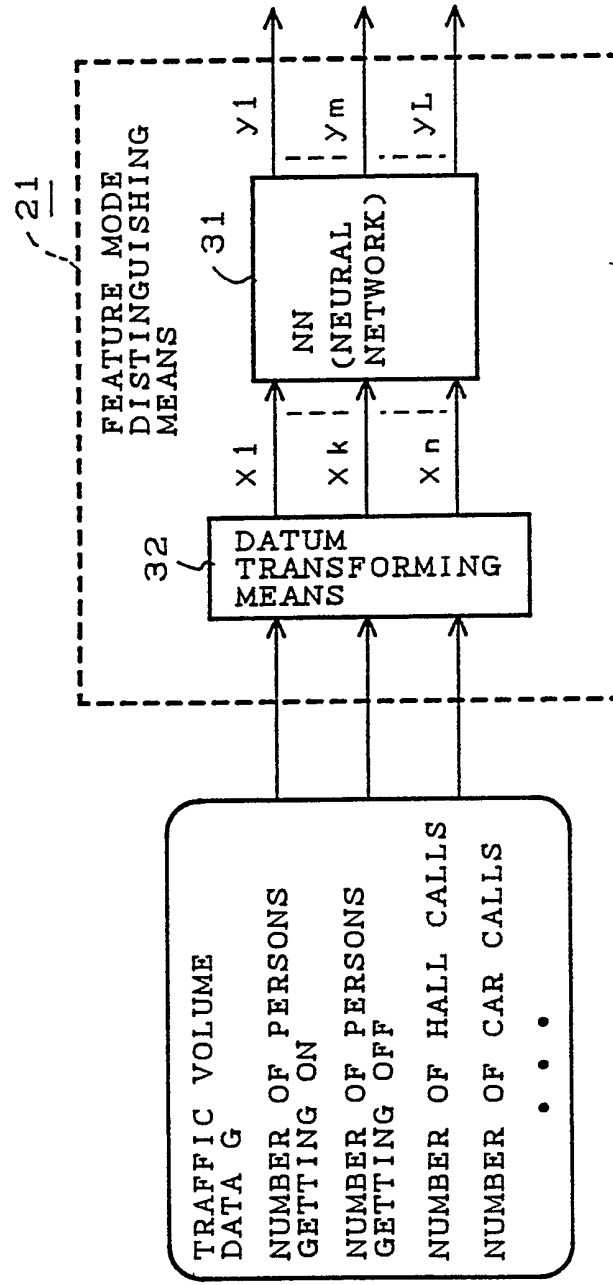 TRAFFIC VOLUME
DATA G
NUMBER OF PERSONS
GETTING ON
NUMBER OF PERSONS
GETTING OFF
NUMBER OF HALL CALLS
NUMBER OF CAR CALLS
• • •
32
DATUM
TRANSFORMING
MEANS
X1
Xk
Xn
21
FEATURE MODE
DISTINGUISHING
MEANS
31
NN
(NEURAL
NETWORK)
y1
ym
yL